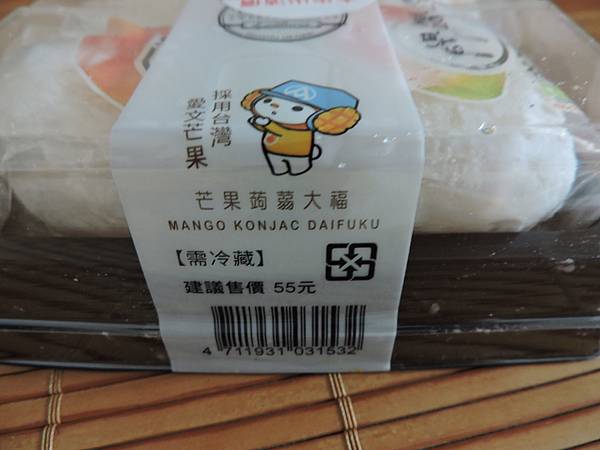 採用台灣
愛文芒果
芒果蒟蒻大福
MANGO KONJAC DAIFUKU
【需冷藏】
建議售價 55元
4 711931 031532